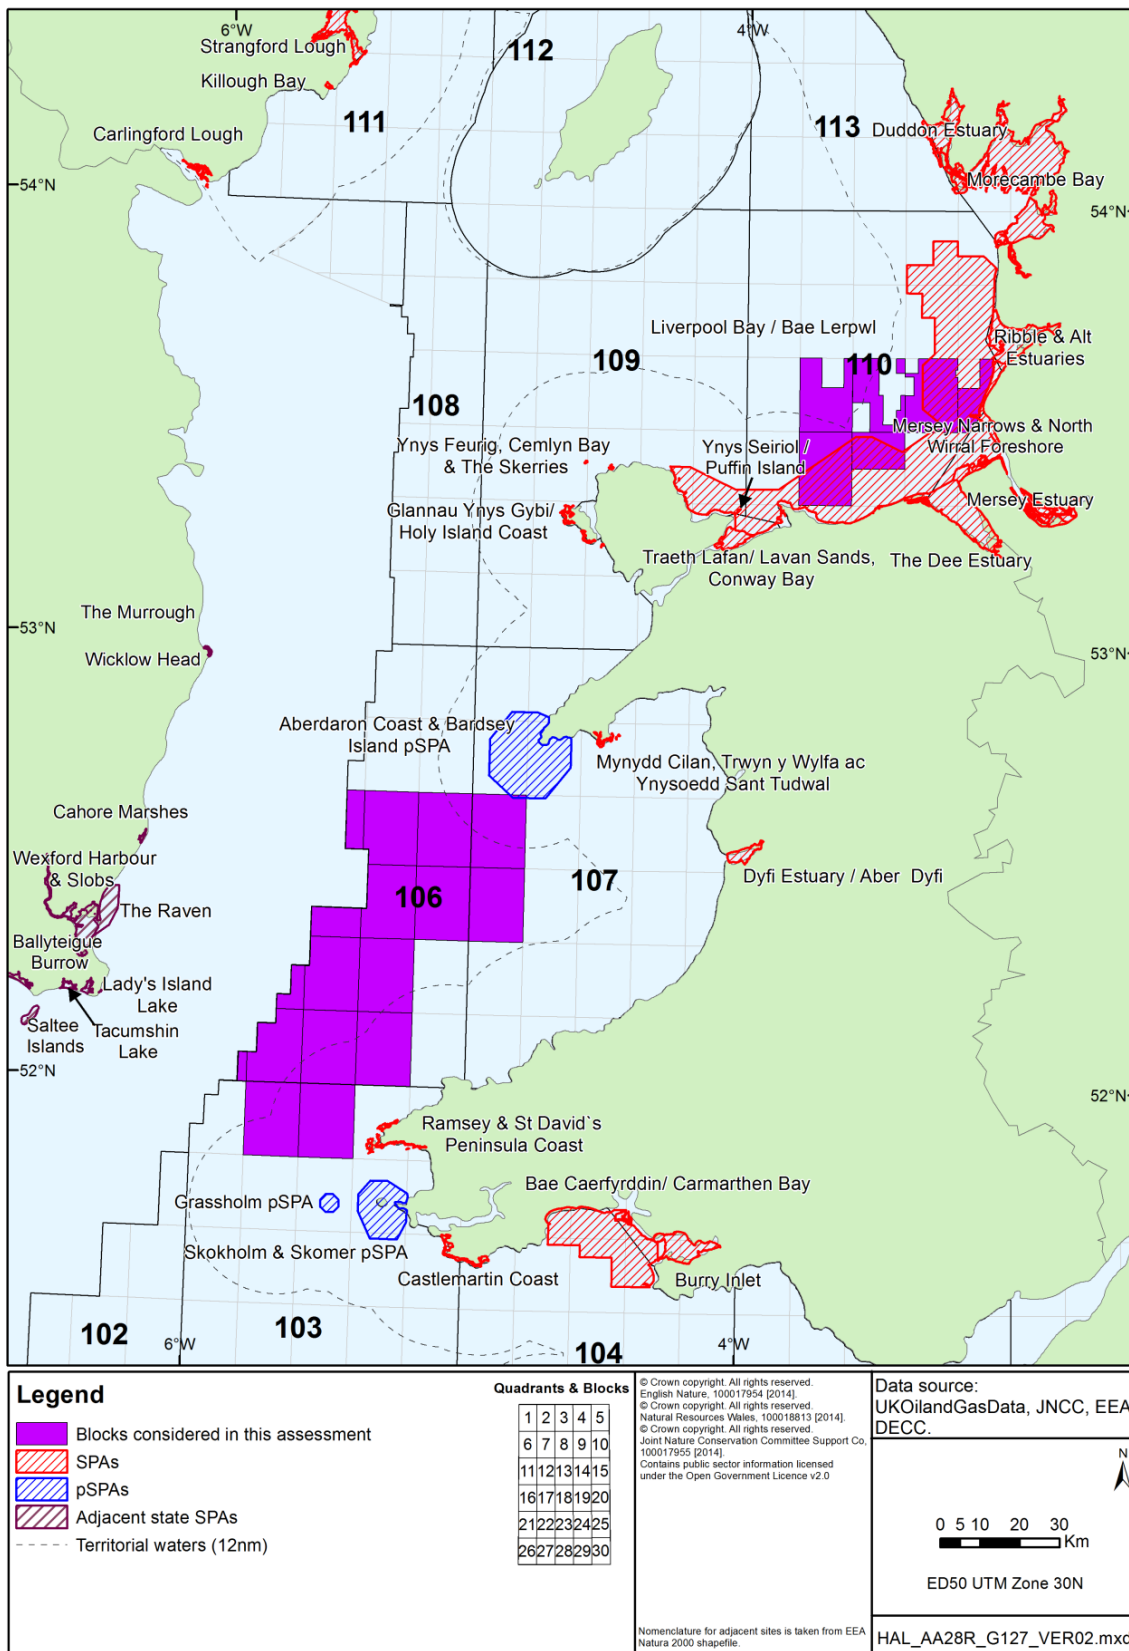 6°W
4°W
Strangford Lough
112
Killough Bay
111
113
Carlingford Lough
Duddon Estuary
54°N
Morecambe Bay
54°N
Liverpool Bay / Bae Lerpwl
Ribble & Alt
Estuaries
109
110
108
Ynys Feurig, Cemlyn Bay
& The Skerries
Ynys Seiriol /
Puffin Island
Mersey Narrows & North
Wirral Foreshore
Glannau Ynys Gybi/
Holy Island Coast
Mersey Estuary
Traeth Lafan/ Lavan Sands,
Conway Bay
The Dee Estuary
The Murrough
53°N
53°N
Wicklow Head
Aberdaron Coast & Bardsey
Island pSPA
Mynydd Cilan, Trwyn y Wylfa ac
Ynysoedd Sant Tudwal
Cahore Marshes
Wexford Harbour
& Slobs
Dyfi Estuary / Aber Dyfi
106
107
The Raven
Ballyteigue
Burrow
Lady's Island
Lake
Saltee
Islands
Tacumshin
Lake
52°N
52°N
Ramsey & St David`s
Peninsula Coast
Bae Caerfyrddin/ Carmarthen Bay
Grassholm pSPA
Skokholm & Skomer pSPA
Castlemartin Coast
Burry Inlet
102
6°W
103
104
4°W
Legend
Blocks considered in this assessment
SPAs
pSPAs
Adjacent state SPAs
Territorial waters (12nm)
Quadrants & Blocks
1 2 3 4 5
6 7 8 9 10
11 12 13 14 15
16 17 18 19 20
21 22 23 24 25
26 27 28 29 30
© Crown copyright. All rights reserved.
English Nature, 100017954 [2014].
© Crown copyright. All rights reserved.
Natural Resources Wales, 100018813 [2014].
© Crown copyright. All rights reserved.
Joint Nature Conservation Committee Support Co,
100017955 [2014].
Contains public sector information licensed
under the Open Government Licence v2.0
Nomenclature for adjacent sites is taken from EEA
Natura 2000 shapefile.
Data source:
UKOilandGasData, JNCC, EEA
DECC.
N
0 5 10 20 30
Km
ED50 UTM Zone 30N
HAL_AA28R_G127_VER02.mxd